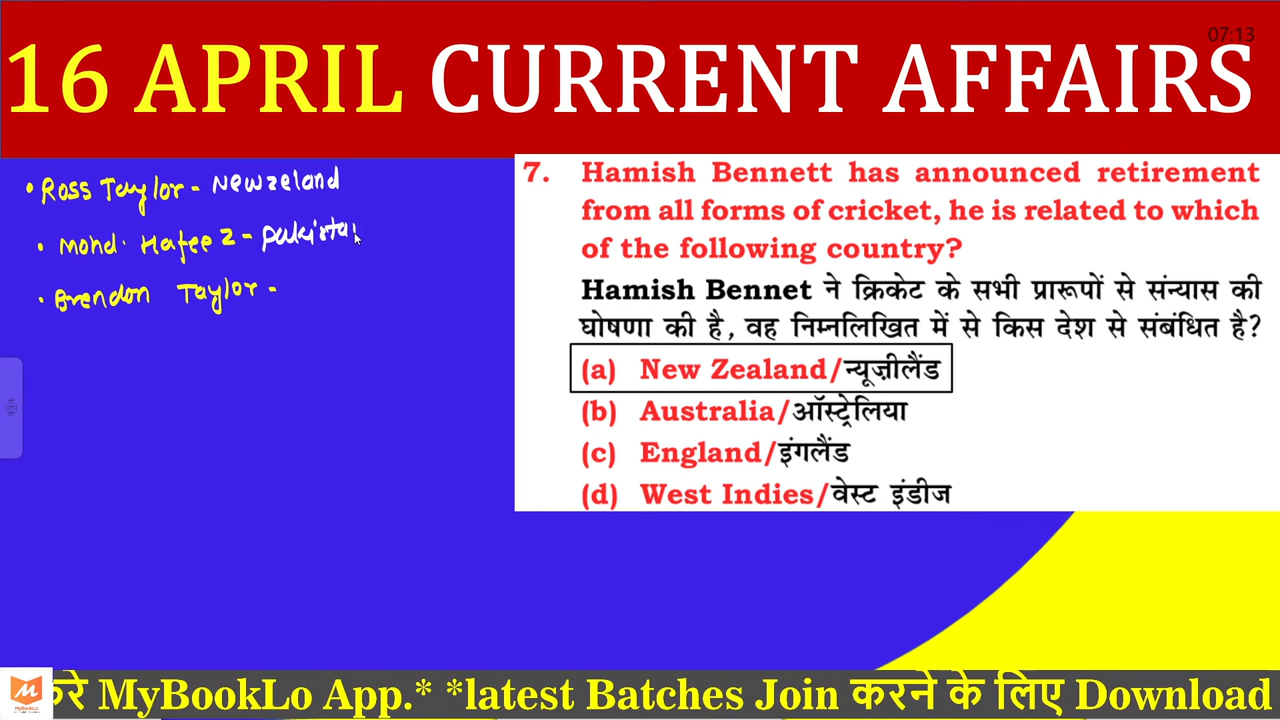 07:13
16 APRIL CURRENT AFFAIRS
• Ross Taylor - Newzeland
• Mohd. Hafeez - Pakista
• Brendon Taylor -
7. Hamish Bennett has announced retirement
from all forms of cricket, he is related to which
of the following country?
Hamish Bennet ने क्रिकेट के सभी प्रारूपों से संन्यास की
घोषणा की है, वह निम्नलिखित में से किस देश से संबंधित है?
(a) New Zealand/न्यूज़ीलैंड
(b) Australia/ऑस्ट्रेलिया
(c) England/इंगलैंड
(d) West Indies/वेस्ट इंडीज
करे MyBookLo App.* *latest Batches Join करने के लिए Download
MyBookLo